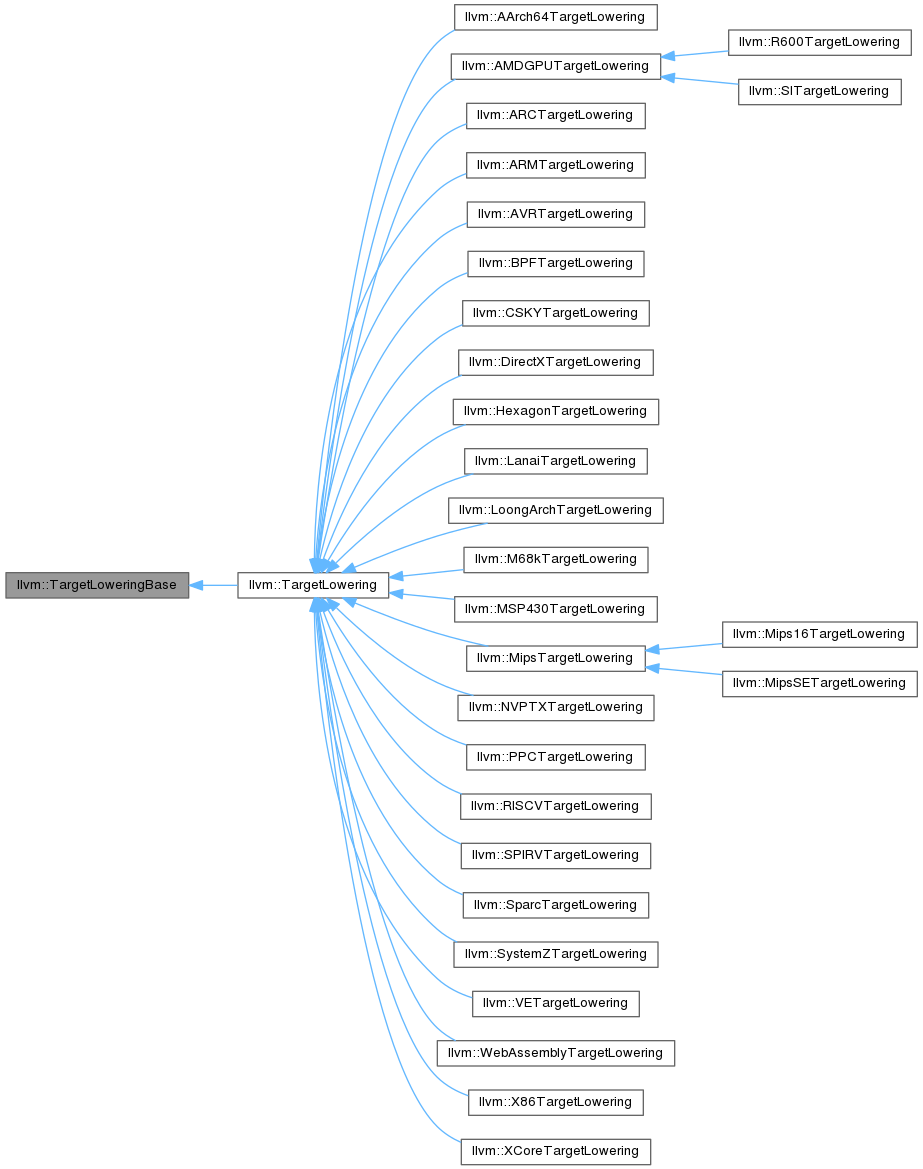 llvm::AArch64TargetLowering
llvm::R600TargetLowering
llvm::AMDGPUTargetLowering
llvm::SITargetLowering
llvm::ARCTargetLowering
llvm::ARMTargetLowering
llvm::AVRTargetLowering
llvm::BPFTargetLowering
llvm::CSKYTargetLowering
llvm::DirectXTargetLowering
llvm::HexagonTargetLowering
llvm::LanaiTargetLowering
llvm::LoongArchTargetLowering
llvm::M68kTargetLowering
llvm::TargetLoweringBase
llvm::TargetLowering
llvm::MSP430TargetLowering
llvm::Mips16TargetLowering
llvm::MipsTargetLowering
llvm::MipsSETargetLowering
llvm::NVPTXTargetLowering
llvm::PPCTargetLowering
llvm::RISCVTargetLowering
llvm::SPIRVTargetLowering
llvm::SparcTargetLowering
llvm::SystemZTargetLowering
llvm::VETargetLowering
llvm::WebAssemblyTargetLowering
llvm::X86TargetLowering
llvm::XCoreTargetLowering